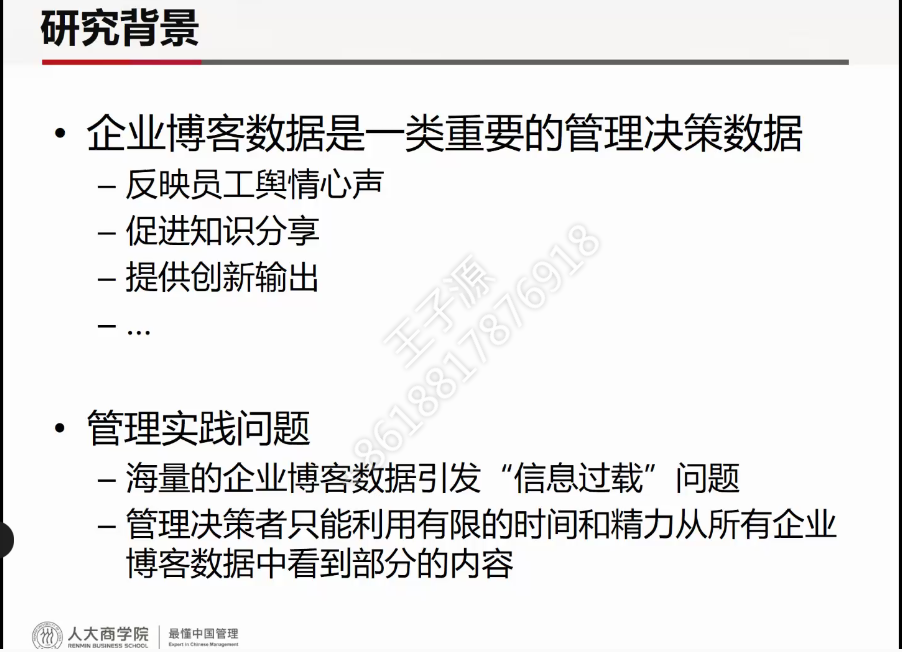 研究背景
• 企业博客数据是一类重要的管理决策数据
– 反映员工舆情心声
– 促进知识分享
– 提供创新输出
– ...
王子源
8618817876918
• 管理实践问题
– 海量的企业博客数据引发“信息过载”问题
– 管理决策者只能利用有限的时间和精力从所有企业
博客数据中看到部分的内容
人大商学院
RENMIN BUSINESS SCHOOL
最懂中国管理
Expert in Chinese Management